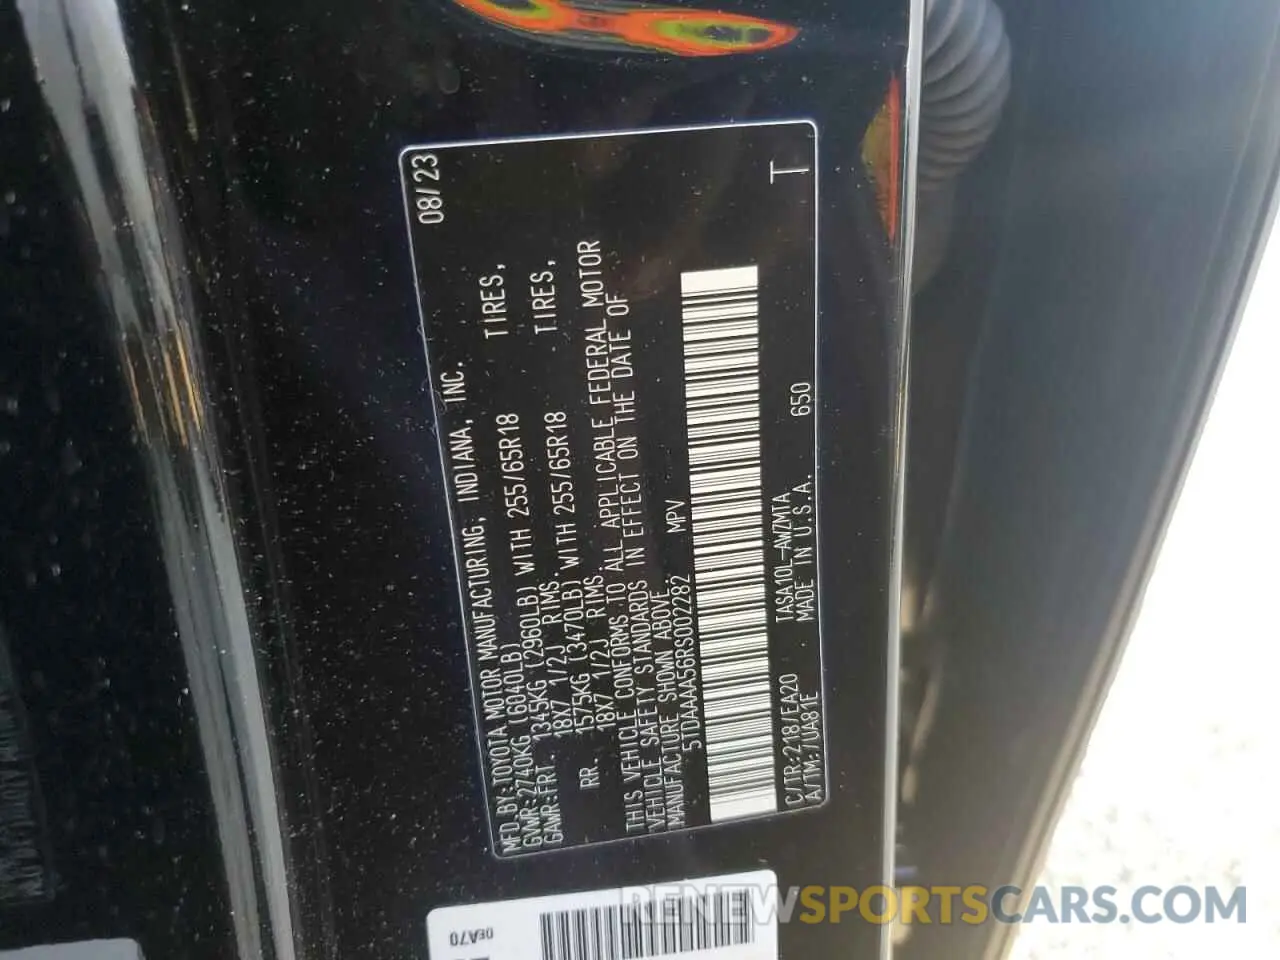 MFD.BY:TOYOTA MOTOR MANUFACTURING, INDIANA, INC. 08/23
GVWR:2740KG (6040LB)
GAWR:FRT. 1345KG (2960LB) WITH 255/65R18 TIRES,
18X7 1/2J RIMS.
RR. 1575KG (3470LB) WITH 255/65R18 TIRES,
18X7 1/2J RIMS.
THIS VEHICLE CONFORMS TO ALL APPLICABLE FEDERAL MOTOR
VEHICLE SAFETY STANDARDS IN EFFECT ON THE DATE OF
MANUFACTURE SHOWN ABOVE.
5TDAAAA56RS002282 MPV
C/TR:218/EA20 TASA10L-AWZMTA
A/TM:/UA81E MADE IN U.S.A. 650
T
0EA70
RENEWSPORTSCARS.COM